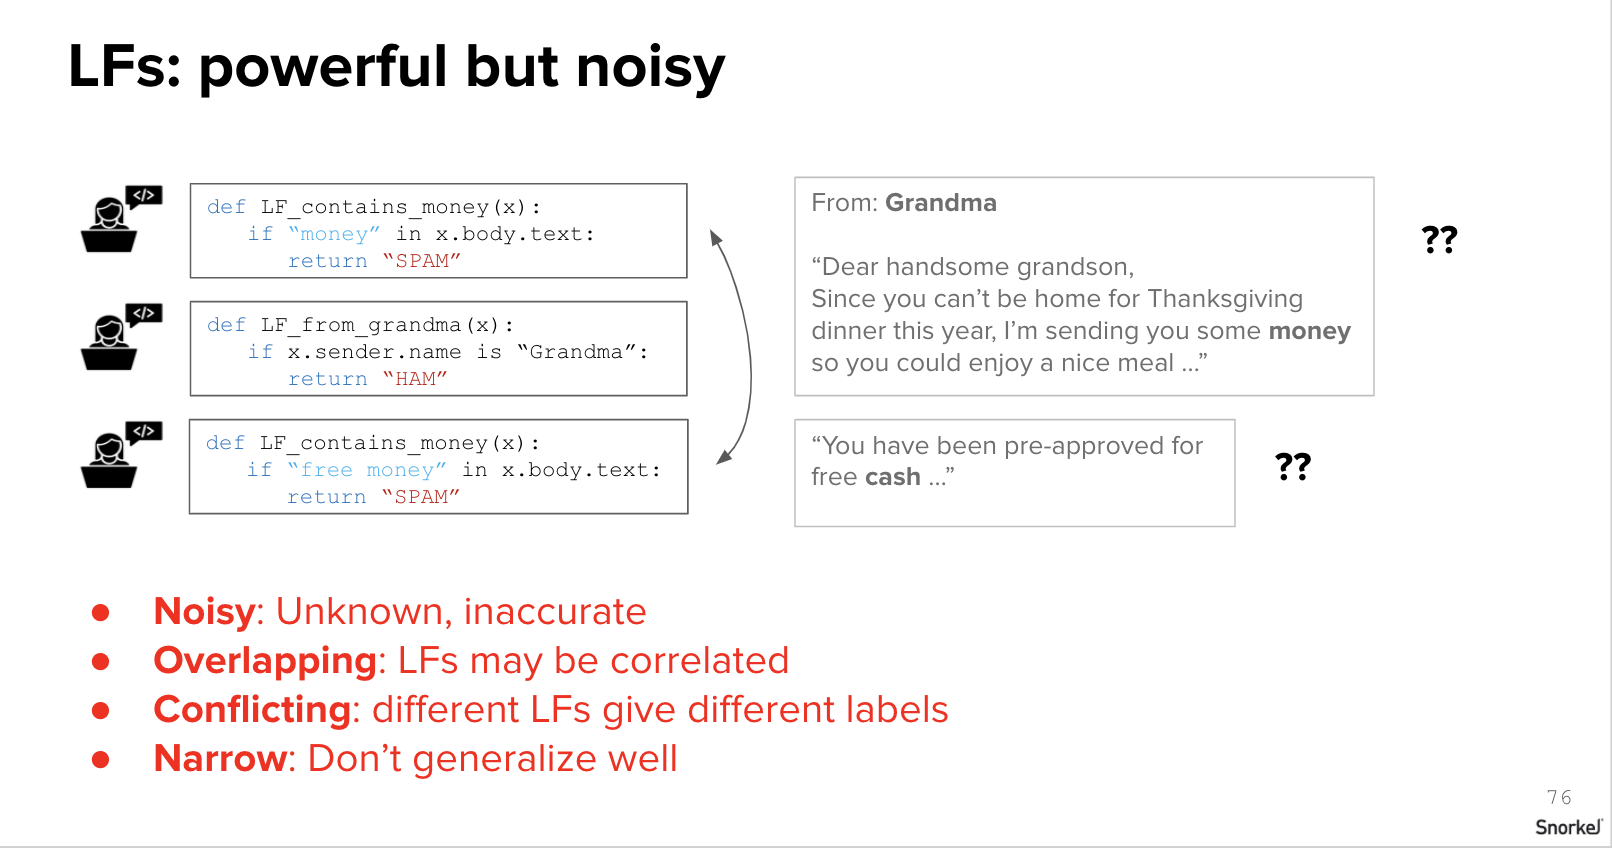 LFs: powerful but noisy
</>
def LF_contains_money(x):
if “money” in x.body.text:
return “SPAM”
</>
def LF_from_grandma(x):
if x.sender.name is “Grandma”:
return “HAM”
</>
def LF_contains_money(x):
if “free money” in x.body.text:
return “SPAM”
From: Grandma
“Dear handsome grandson,
Since you can’t be home for Thanksgiving
dinner this year, I’m sending you some money
so you could enjoy a nice meal ...”
??
“You have been pre-approved for
free cash ...”
??
● Noisy: Unknown, inaccurate
● Overlapping: LFs may be correlated
● Conflicting: different LFs give different labels
● Narrow: Don’t generalize well
76
Snorkel